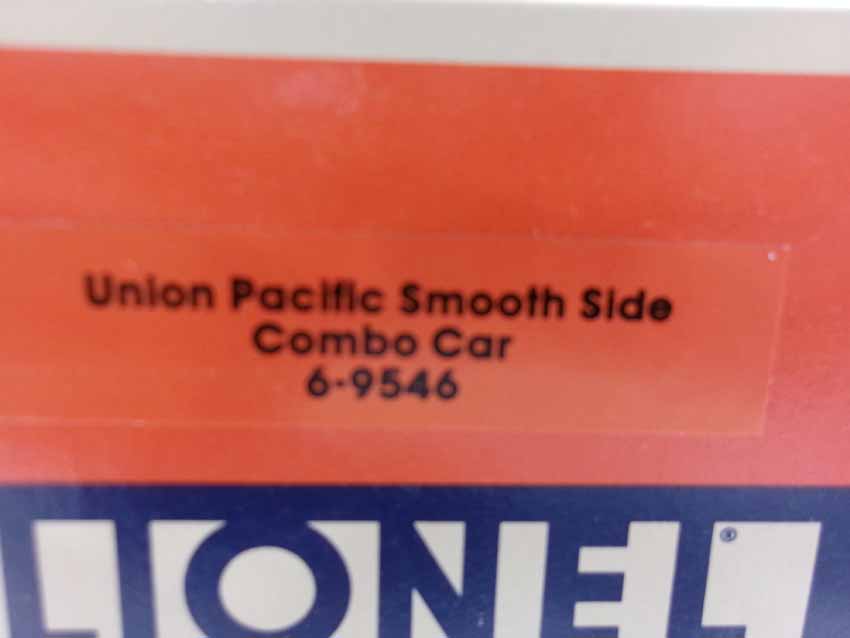 Union Pacific Smooth Side
Combo Car
6-9546
LIONEL®